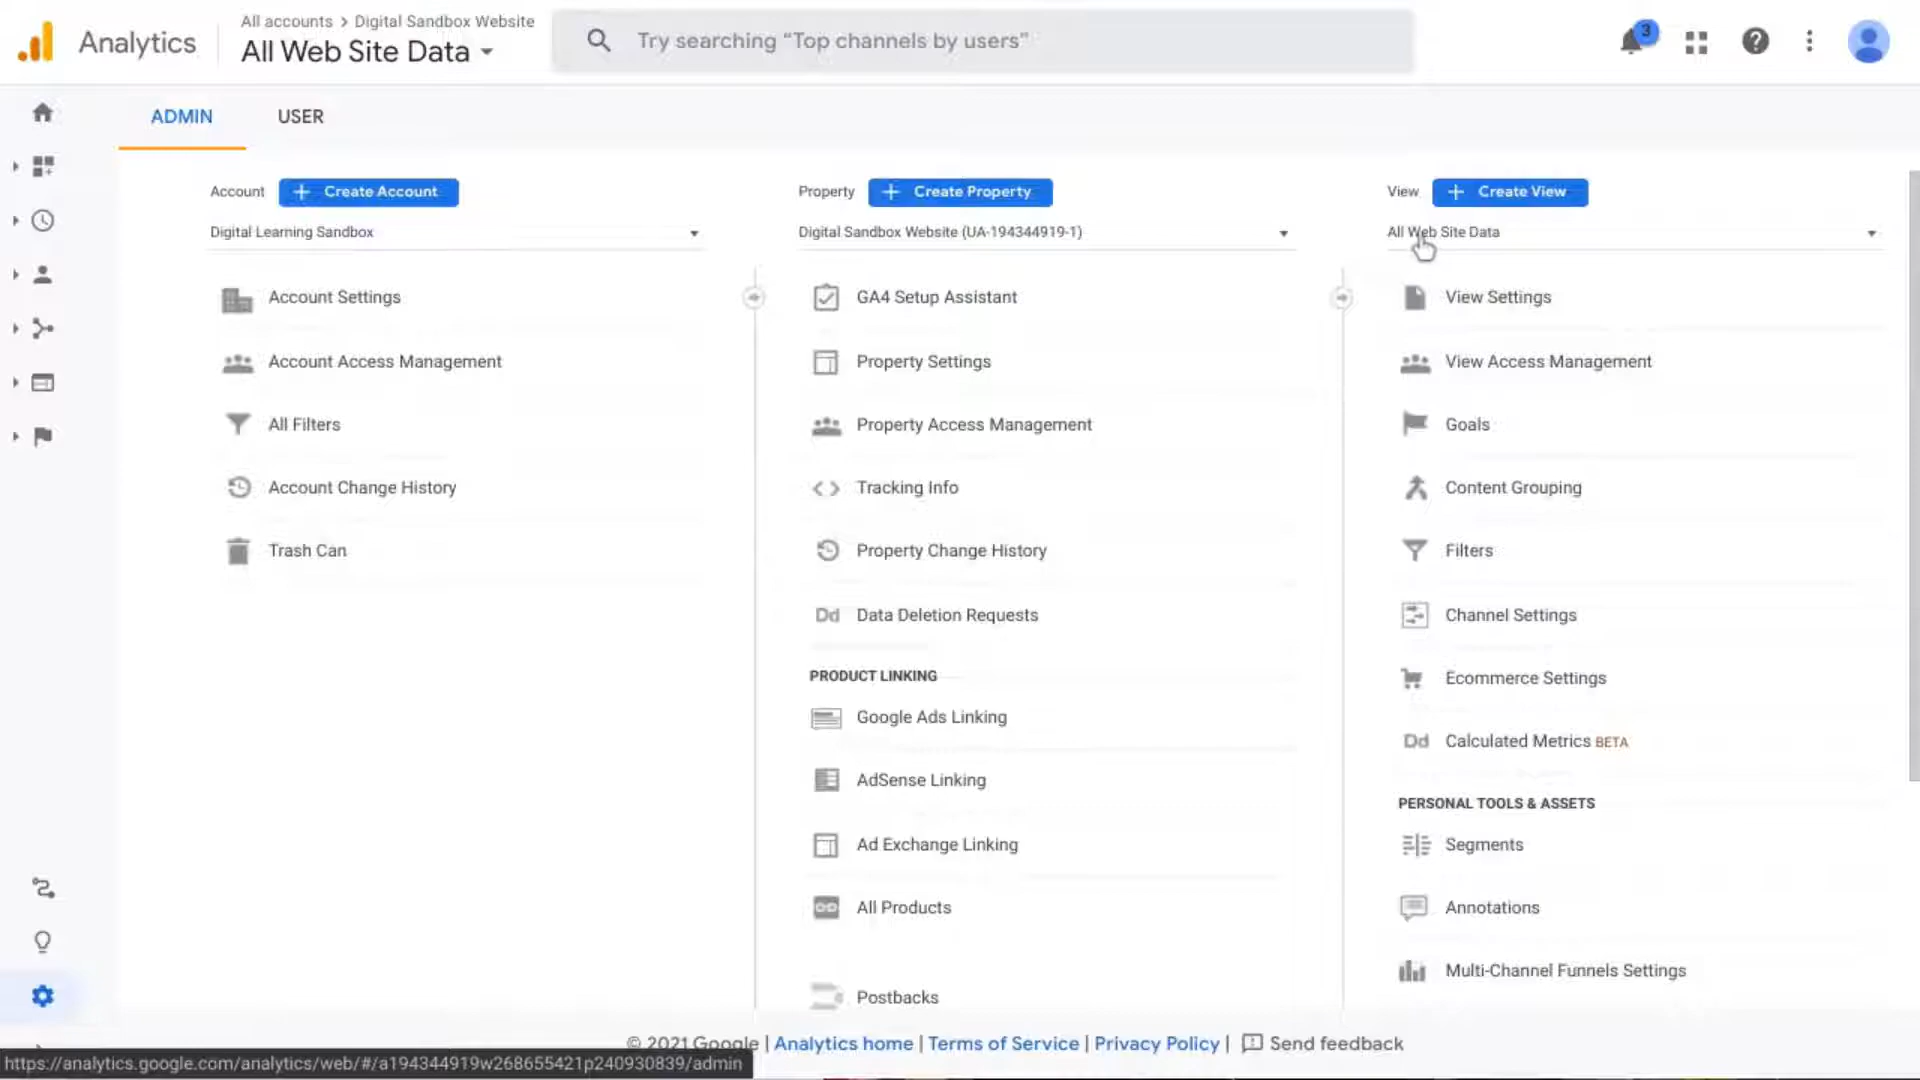 Analytics
All accounts > Digital Sandbox Website
All Web Site Data
Try searching “Top channels by users”
3
ADMIN
USER
Account
+ Create Account
Digital Learning Sandbox
Account Settings
Account Access Management
All Filters
Account Change History
Trash Can
Property
+ Create Property
Digital Sandbox Website (UA-194344919-1)
GA4 Setup Assistant
Property Settings
Property Access Management
Tracking Info
Property Change History
Dd Data Deletion Requests
PRODUCT LINKING
Google Ads Linking
AdSense Linking
Ad Exchange Linking
All Products
Postbacks
View
+ Create View
All Web Site Data
View Settings
View Access Management
Goals
Content Grouping
Filters
Channel Settings
Ecommerce Settings
Dd Calculated Metrics BETA
PERSONAL TOOLS & ASSETS
Segments
Annotations
Multi-Channel Funnels Settings
© 2021 Google | Analytics home | Terms of Service | Privacy Policy | Send feedback
https://analytics.google.com/analytics/web/#/a194344919w268655421p240930839/admin